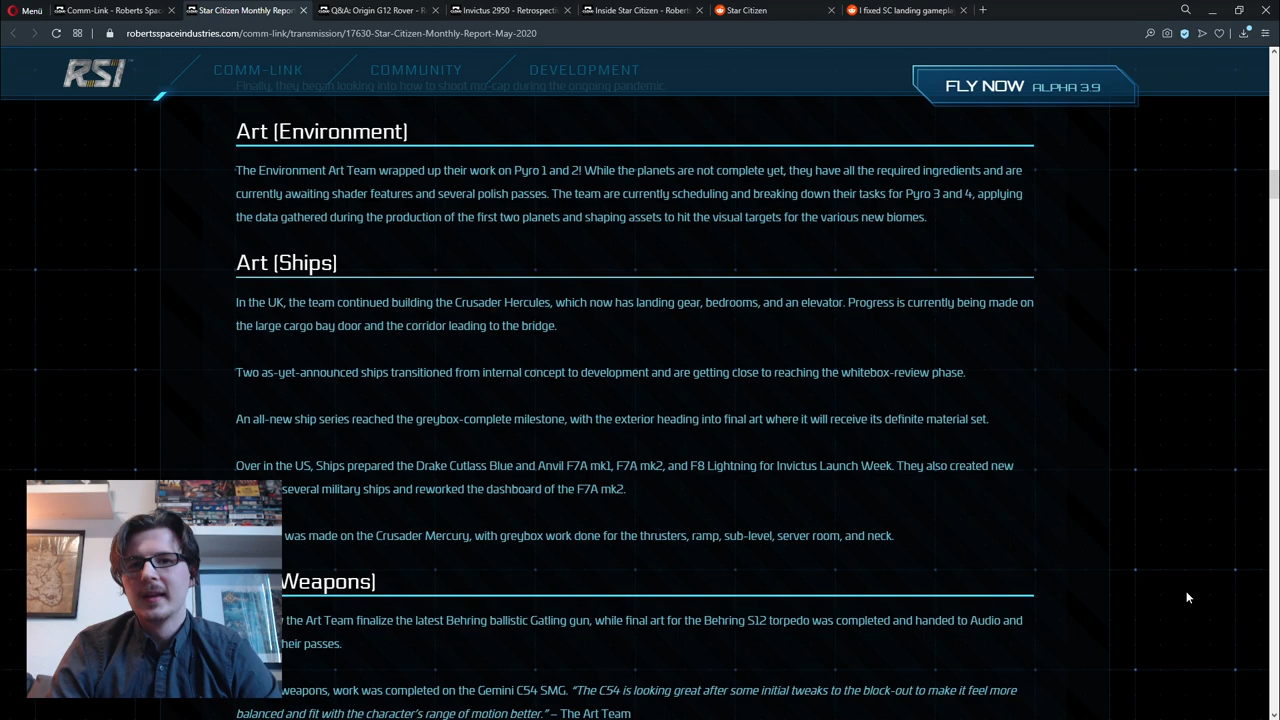 Menü
Comm-Link - Roberts Spac
Star Citizen Monthly Repor
Q&A: Origin G12 Rover - R
Invictus 2950 - Retrospecti
Inside Star Citizen - Robert
Star Citizen
I fixed SC landing gamepla
robertsspaceindustries.com/comm-link/transmission/17630-Star-Citizen-Monthly-Report-May-2020
RSI
COMM-LINK
COMMUNITY
DEVELOPMENT
FLY NOW ALPHA 3.9
Finally, they began looking into how to shoot mo-cap during the ongoing pandemic.
Art (Environment)
The Environment Art Team wrapped up their work on Pyro 1 and 2! While the planets are not complete yet, they have all the required ingredients and are
currently awaiting shader features and several polish passes. The team are currently scheduling and breaking down their tasks for Pyro 3 and 4, applying
the data gathered during the production of the first two planets and shaping assets to hit the visual targets for the various new biomes.
Art (Ships)
In the UK, the team continued building the Crusader Hercules, which now has landing gear, bedrooms, and an elevator. Progress is currently being made on
the large cargo bay door and the corridor leading to the bridge.
Two as-yet-announced ships transitioned from internal concept to development and are getting close to reaching the whitebox-review phase.
An all-new ship series reached the greybox-complete milestone, with the exterior heading into final art where it will receive its definite material set.
Over in the US, Ships prepared the Drake Cutlass Blue and Anvil F7A mk1, F7A mk2, and F8 Lightning for Invictus Launch Week. They also created new
several military ships and reworked the dashboard of the F7A mk2.
was made on the Crusader Mercury, with greybox work done for the thrusters, ramp, sub-level, server room, and neck.
Weapons)
the Art Team finalize the latest Behring ballistic Gatling gun, while final art for the Behring S12 torpedo was completed and handed to Audio and
their passes.
weapons, work was completed on the Gemini C54 SMG. “The C54 is looking great after some initial tweaks to the block-out to make it feel more
balanced and fit with the character’s range of motion better.” – The Art Team